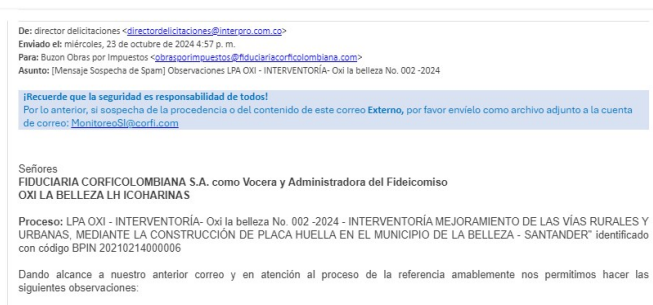 De: director delicitaciones <directordelicitaciones@interpro.com.co>
Enviado el: miércoles, 23 de octubre de 2024 4:57 p. m.
Para: Buzon Obras por Impuestos <obrasporimpuestos@fiduciariacorficolombiana.com>
Asunto: [Mensaje Sospecha de Spam] Observaciones LPA OXI - INTERVENTORÍA- Oxi la belleza No. 002 -2024
¡Recuerde que la seguridad es responsabilidad de todos!
Por lo anterior, si sospecha de la procedencia o del contenido de este correo Externo, por favor envíelo como archivo adjunto a la cuenta
de correo: MonitoreoSI@corfi.com
Señores
FIDUCIARIA CORFICOLOMBIANA S.A. como Vocera y Administradora del Fideicomiso
OXI LA BELLEZA LH ICOHARINAS
Proceso: LPA OXI - INTERVENTORÍA- Oxi la belleza No. 002 -2024 - INTERVENTORÍA MEJORAMIENTO DE LAS VÍAS RURALES Y
URBANAS, MEDIANTE LA CONSTRUCCIÓN DE PLACA HUELLA EN EL MUNICIPIO DE LA BELLEZA - SANTANDER" identificado
con código BPIN 20210214000006
Dando alcance a nuestro anterior correo y en atención al proceso de la referencia amablemente nos permitimos hacer las
siguientes observaciones: